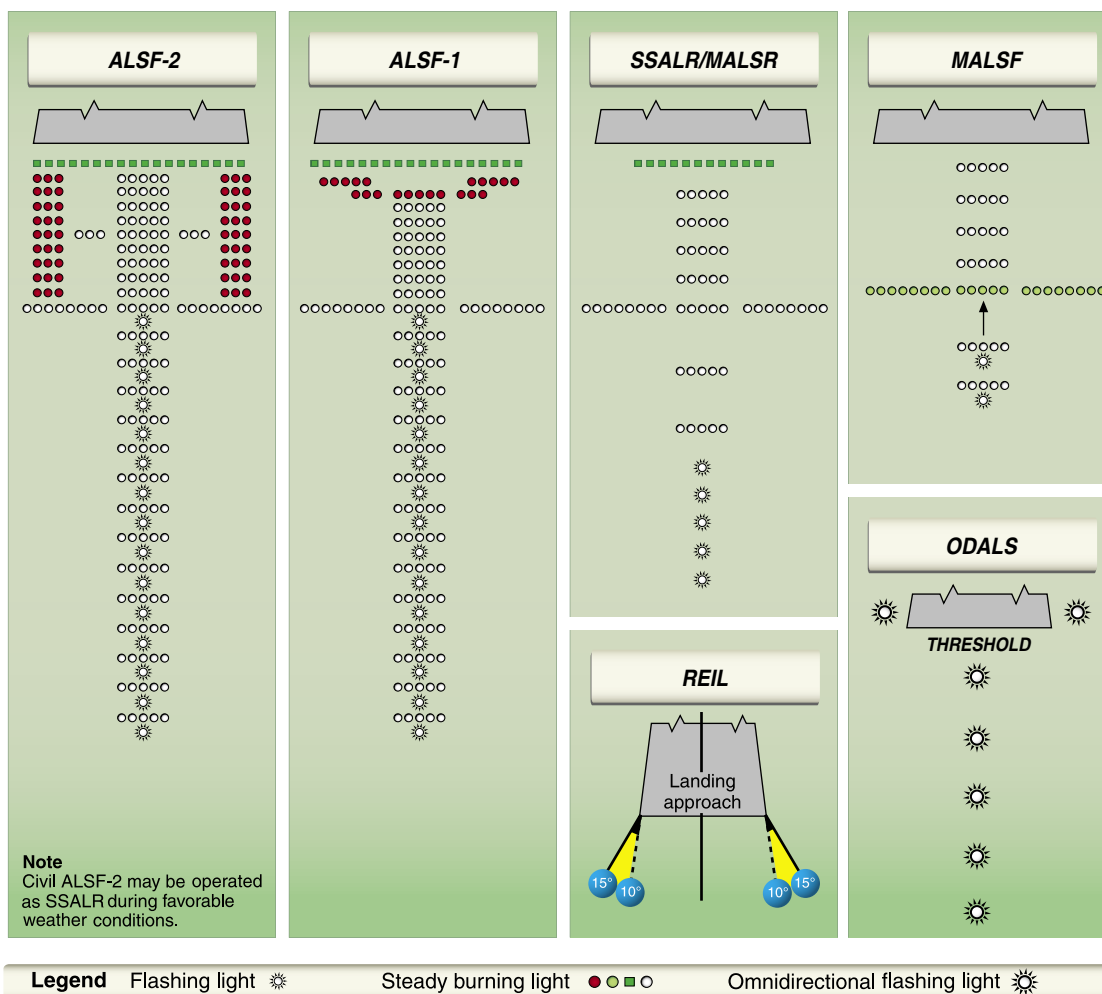 ALSF-2
ALSF-1
SSALR/MALSR
MALSF
ODALS
THRESHOLD
REIL
Landing
approach
15°
10°
10°
15°
Note
Civil ALSF-2 may be operated
as SSALR during favorable
weather conditions.
Legend Flashing light Steady burning light Omnidirectional flashing light